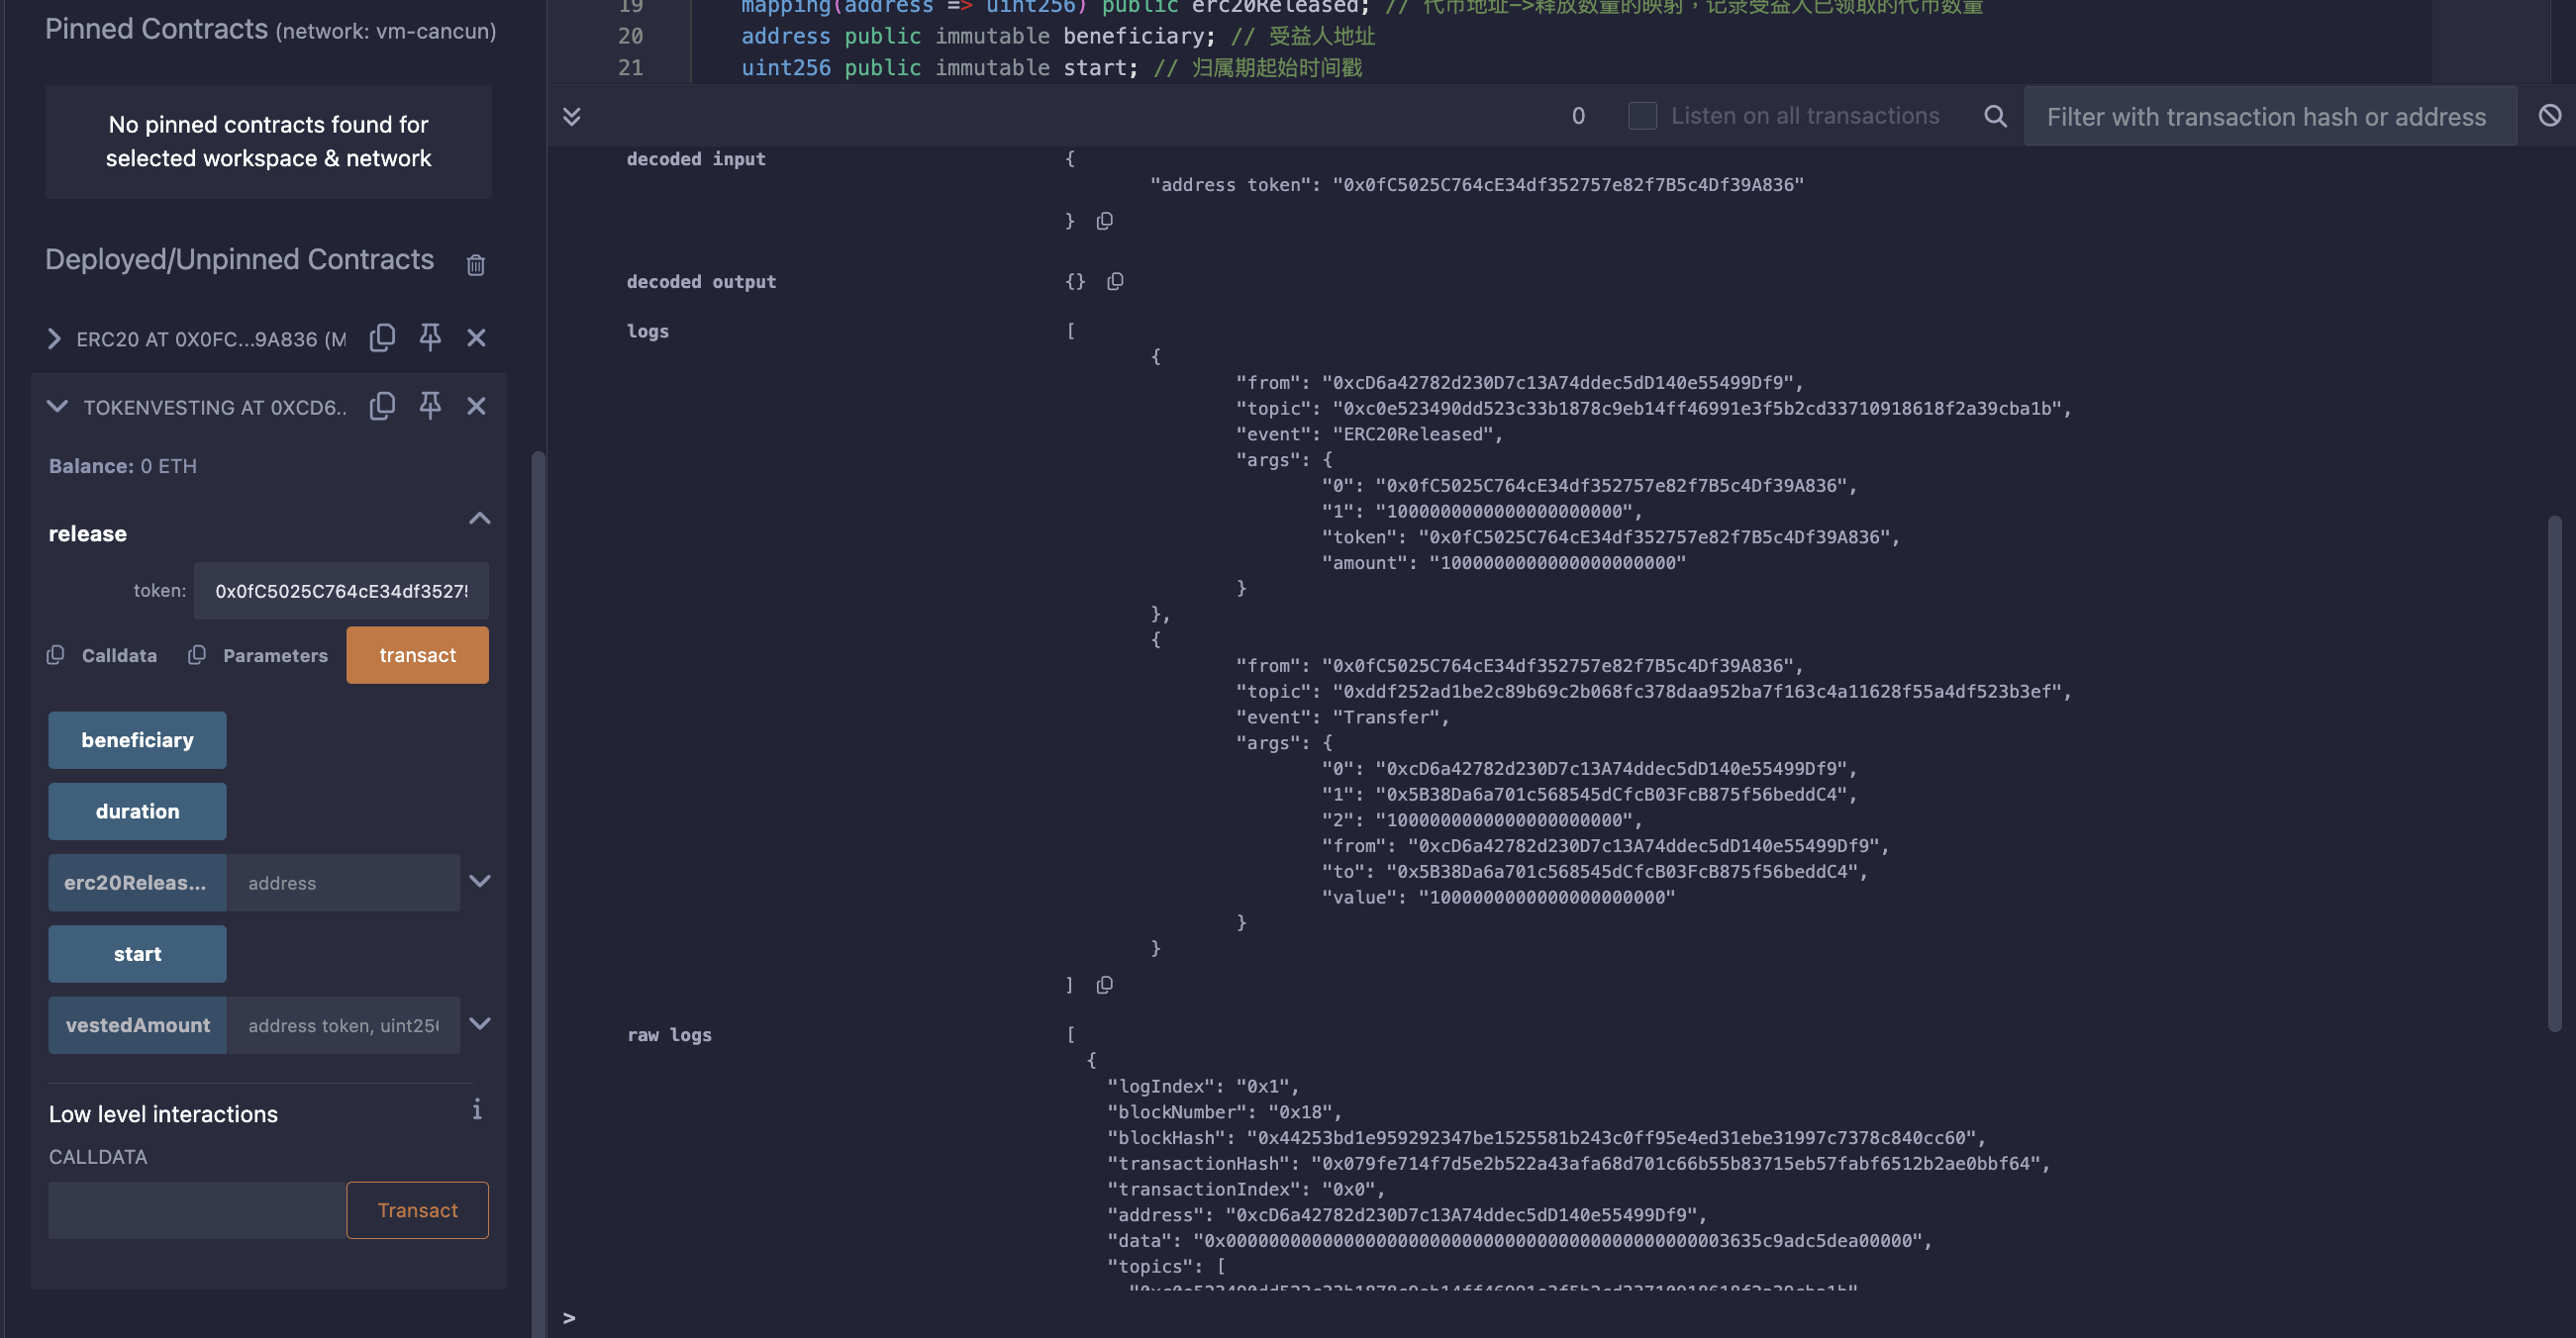 Pinned Contracts (network: vm-cancun)
No pinned contracts found for
selected workspace & network
Deployed/Unpinned Contracts
ERC20 AT 0X0FC...9A836 (M
TOKENVESTING AT 0XCD6..
Balance: 0 ETH
release
token: 0x0fC5025C764cE34df35275
Calldata Parameters transact
beneficiary
duration
erc20Releas... address
start
vestedAmount address token, uint256
Low level interactions i
CALLDATA
Transact
19 mapping(address => uint256) public erc20Released; // 代币地址->释放数量的映射，记录受益人已领取的代币数量
20 address public immutable beneficiary; // 受益人地址
21 uint256 public immutable start; // 归属期起始时间戳
0 Listen on all transactions Filter with transaction hash or address
decoded input {
"address token": "0x0fC5025C764cE34df352757e82f7B5c4Df39A836"
}
decoded output {}
logs [
{
"from": "0xcD6a42782d230D7c13A74ddec5dD140e55499Df9",
"topic": "0xc0e523490dd523c33b1878c9eb14ff46991e3f5b2cd33710918618f2a39cba1b",
"event": "ERC20Released",
"args": {
"0": "0x0fC5025C764cE34df352757e82f7B5c4Df39A836",
"1": "1000000000000000000000",
"token": "0x0fC5025C764cE34df352757e82f7B5c4Df39A836",
"amount": "1000000000000000000000"
}
},
{
"from": "0x0fC5025C764cE34df352757e82f7B5c4Df39A836",
"topic": "0xddf252ad1be2c89b69c2b068fc378daa952ba7f163c4a11628f55a4df523b3ef",
"event": "Transfer",
"args": {
"0": "0xcD6a42782d230D7c13A74ddec5dD140e55499Df9",
"1": "0x5B38Da6a701c568545dCfcB03FcB875f56beddC4",
"2": "1000000000000000000000",
"from": "0xcD6a42782d230D7c13A74ddec5dD140e55499Df9",
"to": "0x5B38Da6a701c568545dCfcB03FcB875f56beddC4",
"value": "1000000000000000000000"
}
}
]
raw logs [
{
"logIndex": "0x1",
"blockNumber": "0x18",
"blockHash": "0x44253bd1e959292347be1525581b243c0ff95e4ed31ebe31997c7378c840cc60",
"transactionHash": "0x079fe714f7d5e2b522a43afa68d701c66b55b83715eb57fabf6512b2ae0bbf64",
"transactionIndex": "0x0",
"address": "0xcD6a42782d230D7c13A74ddec5dD140e55499Df9",
"data": "0x00000000000000000000000000000000000000000000003635c9adc5dea00000",
"topics": [
"0xc0e523490dd523c33b1878c9eb14ff46991e3f5b2cd33710918618f2a39cba1b"
>